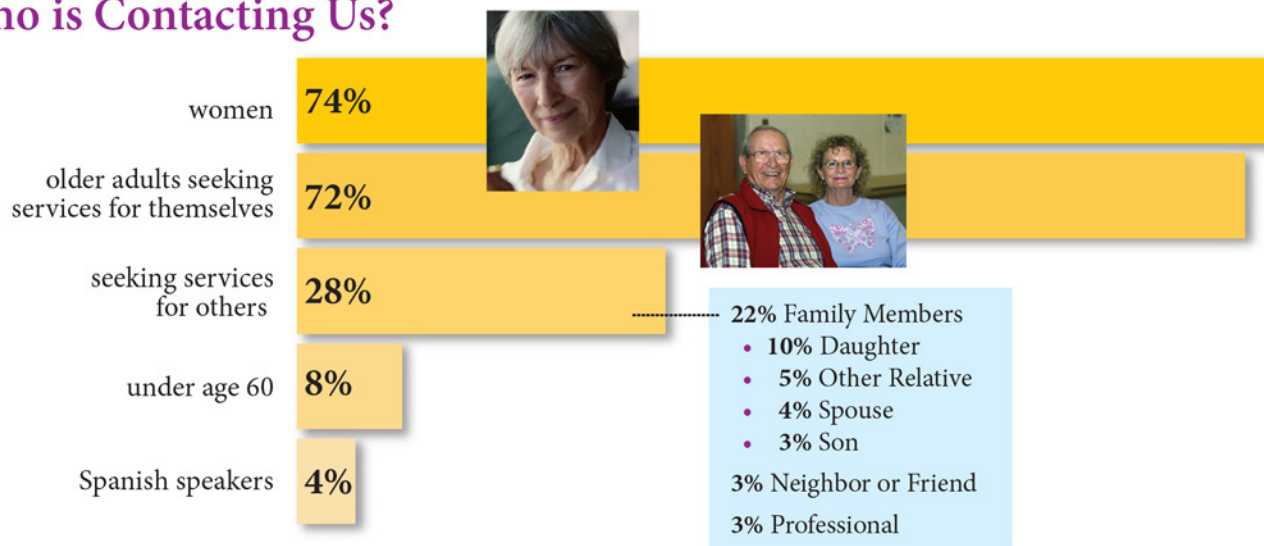 is Contacting Us?
women
74%
older adults seeking
services for themselves
72%
seeking services
for others
28%
22% Family Members
• 10% Daughter
• 5% Other Relative
• 4% Spouse
• 3% Son
3% Neighbor or Friend
3% Professional
under age 60
8%
Spanish speakers
4%